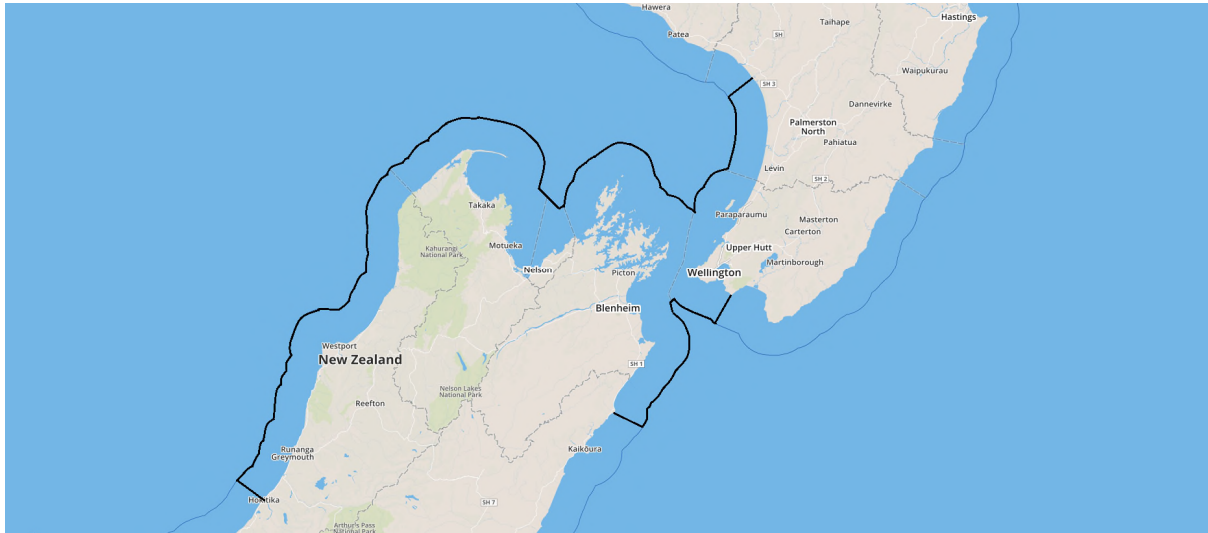 Hawera
Taihape
Hastings
Patea
SH
Waipukurau
SH 3
Dannevirke
Palmerston
North
Pahiatua
Levin
SH 2
Takaka
Paraparaumu
Masterton
Carterton
Motueka
Kahurangi
National Park
Upper Hutt
Martinborough
Nelson
Picton
Wellington
Blenheim
Westport
New Zealand
SH 1
Nelson Lakes
National Park
Reefton
Kaikōura
Runanga
Greymouth
Hokitika
SH 7
Arthur's Pass
National Park